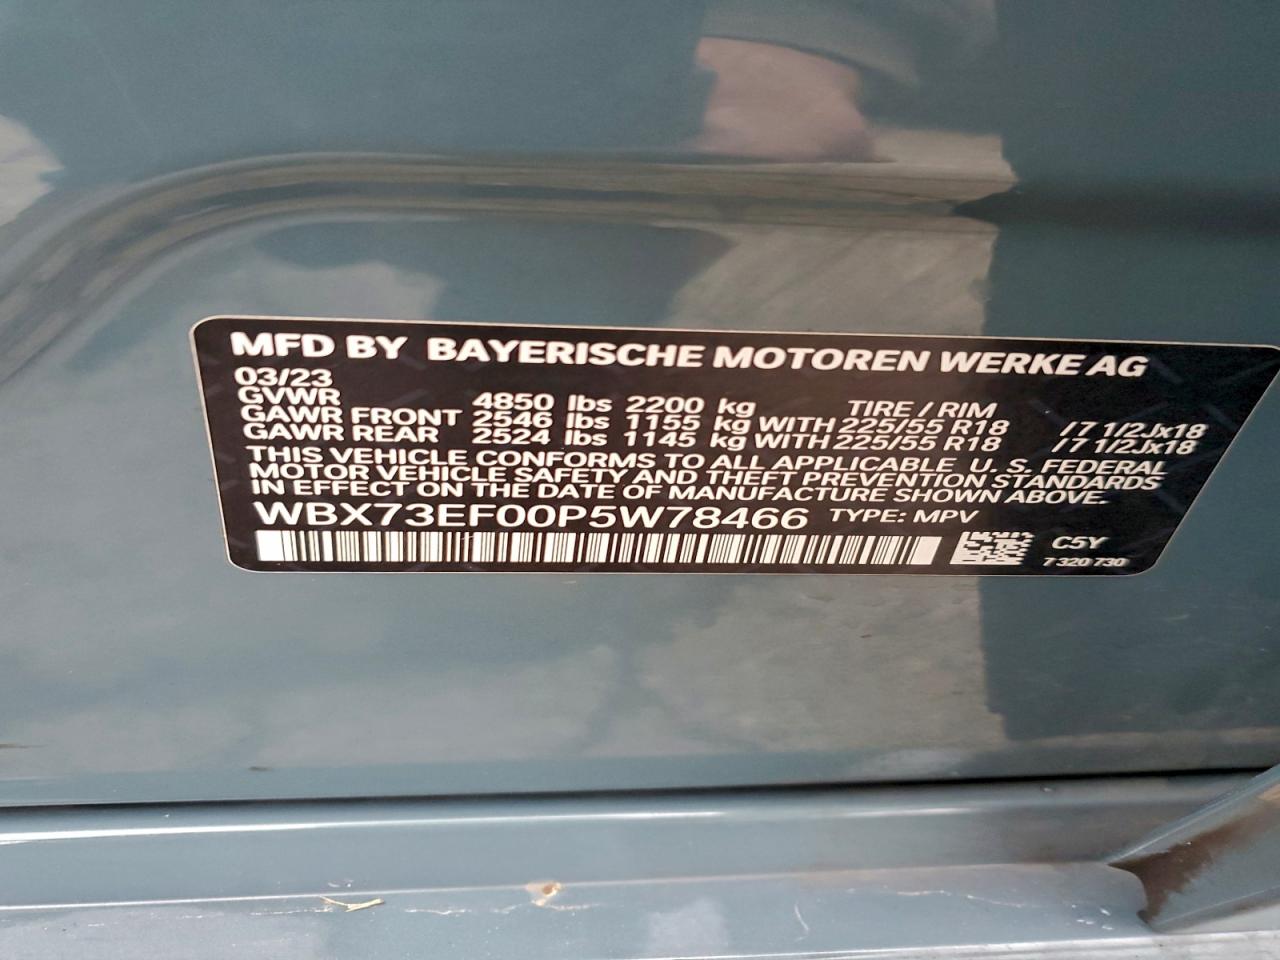 MFD BY BAYERISCHE MOTOREN WERKE AG
03/23
GVWR 4850 lbs 2200 kg TIRE / RIM
GAWR FRONT 2546 lbs 1155 kg WITH 225/55 R18 / 7 1/2Jx18
GAWR REAR 2524 lbs 1145 kg WITH 225/55 R18 / 7 1/2Jx18
THIS VEHICLE CONFORMS TO ALL APPLICABLE U. S. FEDERAL
MOTOR VEHICLE SAFETY AND THEFT PREVENTION STANDARDS
IN EFFECT ON THE DATE OF MANUFACTURE SHOWN ABOVE.
WBX73EF00P5W78466 TYPE: MPV
C5Y
7 320 730